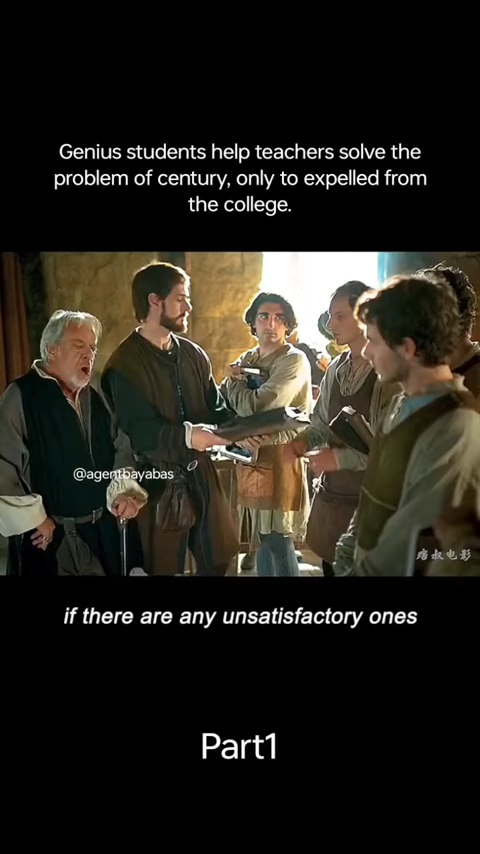 Genius students help teachers solve the
problem of century, only to expelled from
the college.
@agentbayabas
痞叔电影
if there are any unsatisfactory ones
Part1